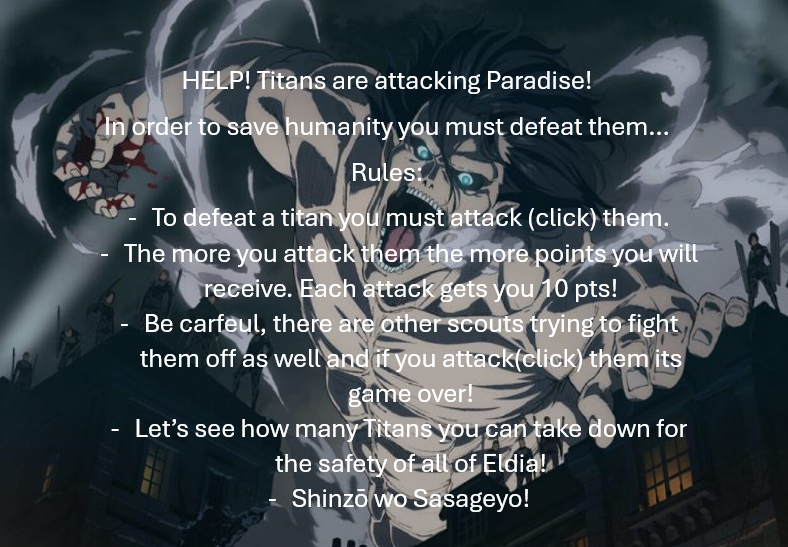 HELP! Titans are attacking Paradise!
In order to save humanity you must defeat them...
Rules:
- To defeat a titan you must attack (click) them.
- The more you attack them the more points you will
receive. Each attack gets you 10 pts!
- Be carfeul, there are other scouts trying to fight
them off as well and if you attack(click) them its
game over!
- Let's see how many Titans you can take down for
the safety of all of Eldia!
- Shinzō wo Sasageyo!